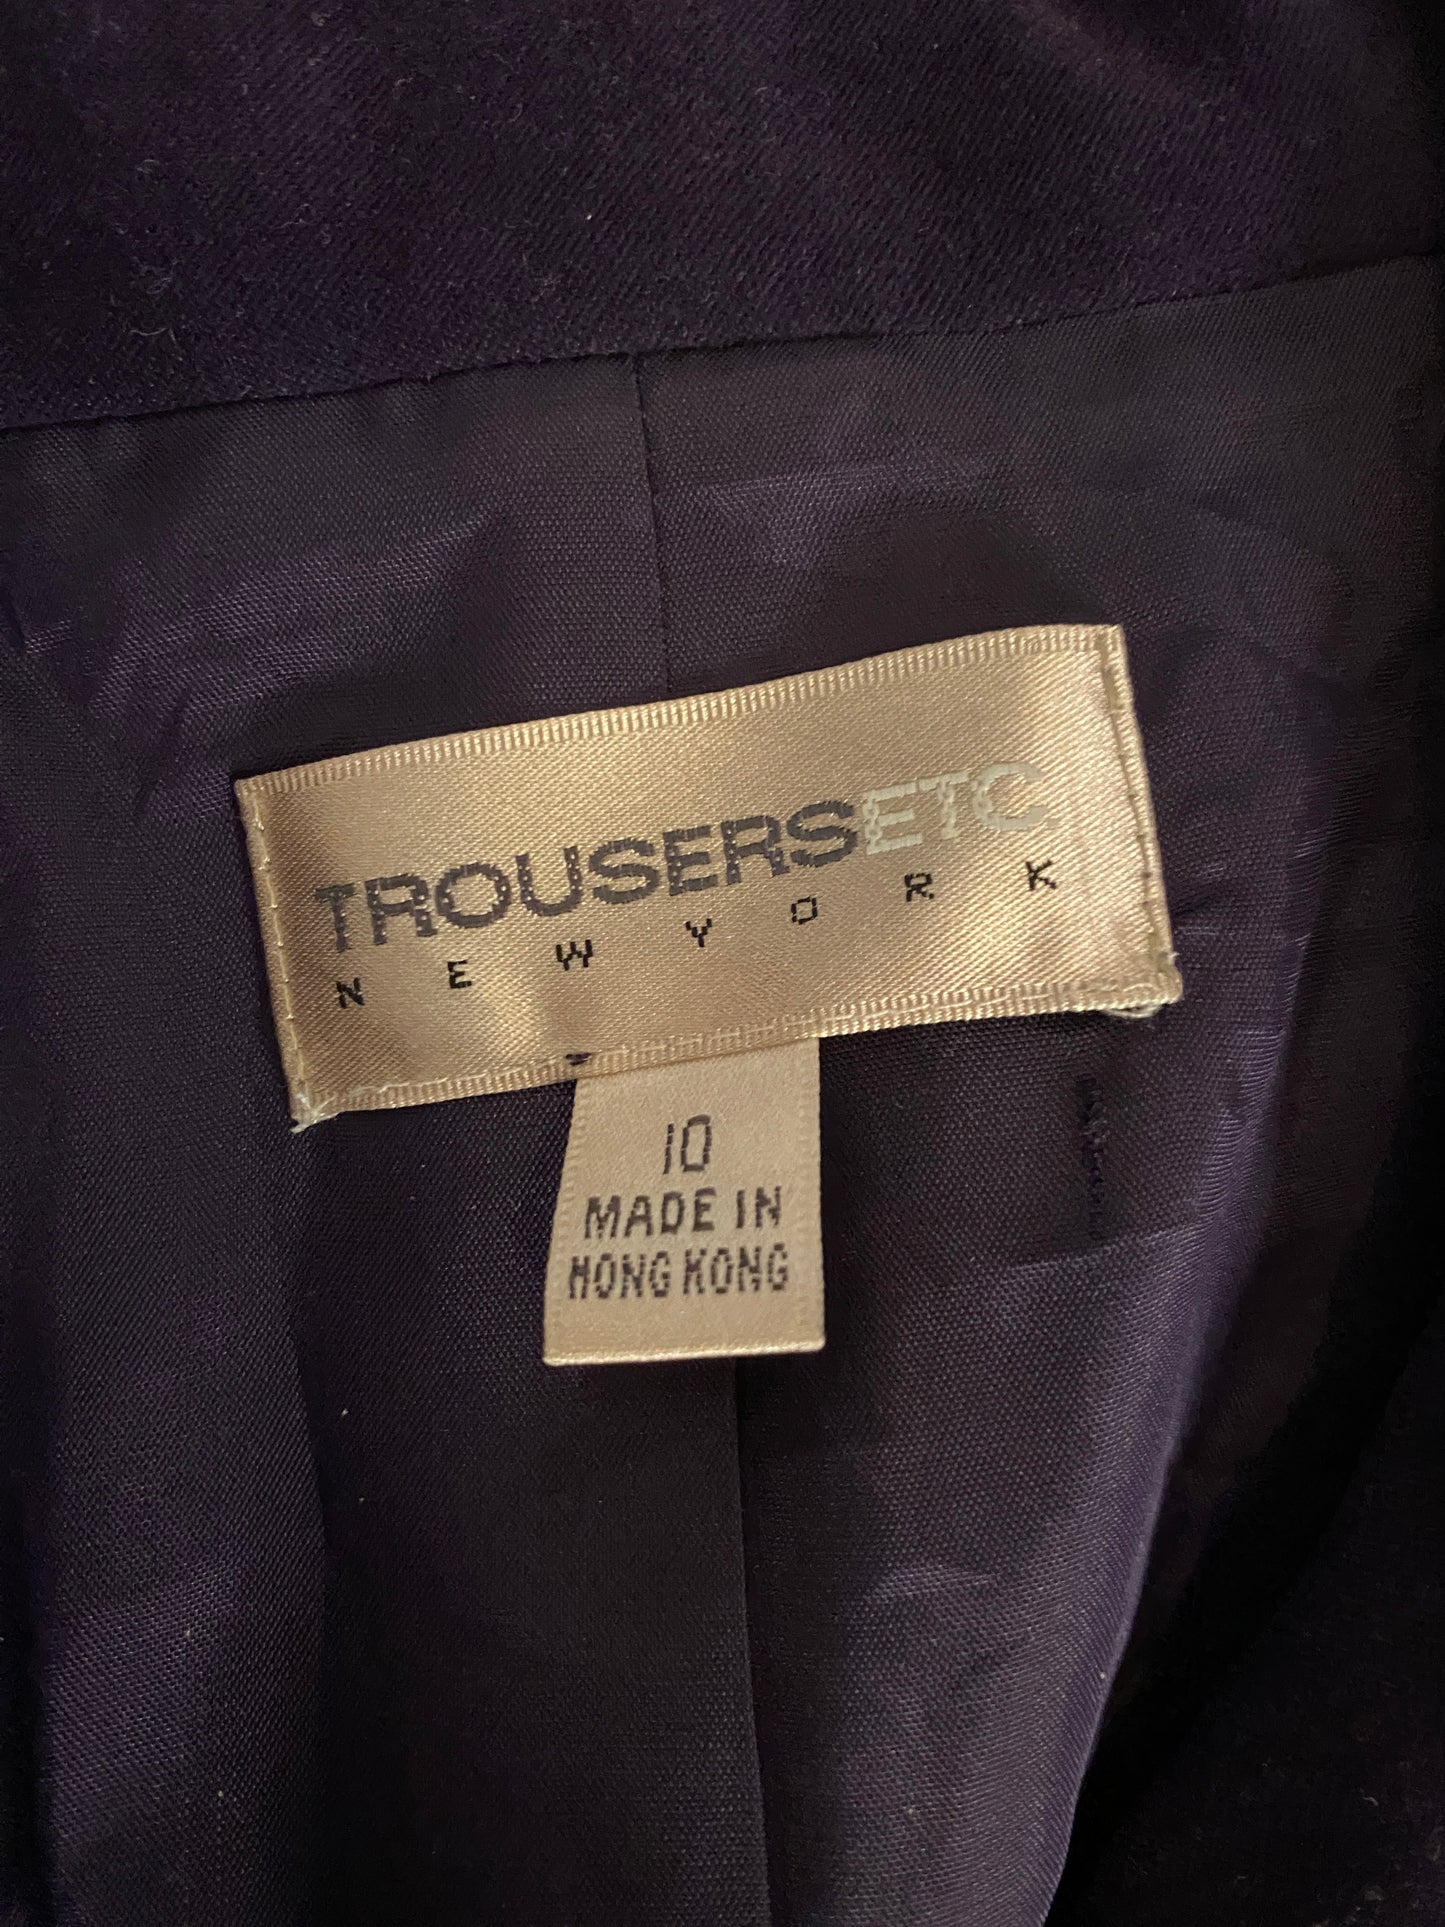 TROUSERSETC
NEW YORK
10
MADE IN
HONG KONG